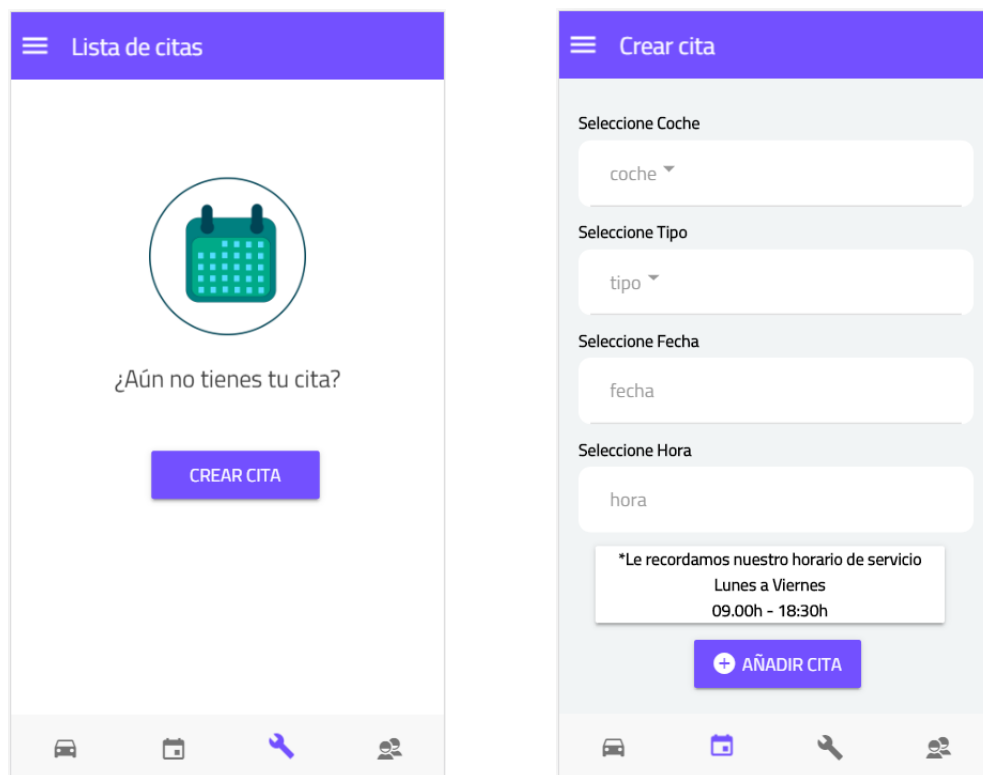 Lista de citas
¿Aún no tienes tu cita?
CREAR CITA
Crear cita
Seleccione Coche
coche
Seleccione Tipo
tipo
Seleccione Fecha
fecha
Seleccione Hora
hora
*Le recordamos nuestro horario de servicio
Lunes a Viernes
09.00h - 18:30h
AÑADIR CITA